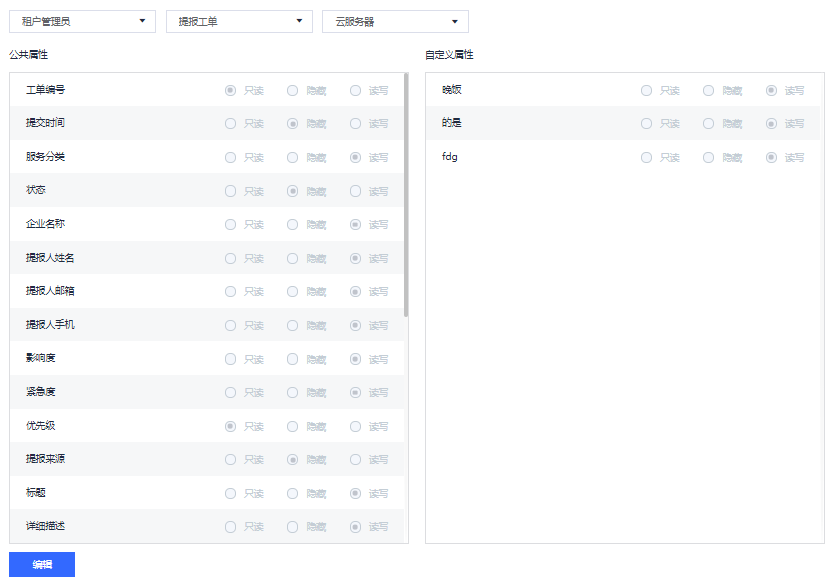 租户管理员 提报工单 云服务器
公共属性 自定义属性
工单编号 只读 隐藏 读写
提交时间 只读 隐藏 读写
服务分类 只读 隐藏 读写
状态 只读 隐藏 读写
企业名称 只读 隐藏 读写
提报人姓名 只读 隐藏 读写
提报人邮箱 只读 隐藏 读写
提报人手机 只读 隐藏 读写
影响度 只读 隐藏 读写
紧急度 只读 隐藏 读写
优先级 只读 隐藏 读写
提报来源 只读 隐藏 读写
标题 只读 隐藏 读写
详细描述 只读 隐藏 读写
晚饭 只读 隐藏 读写
的是 只读 隐藏 读写
fdg 只读 隐藏 读写
编辑